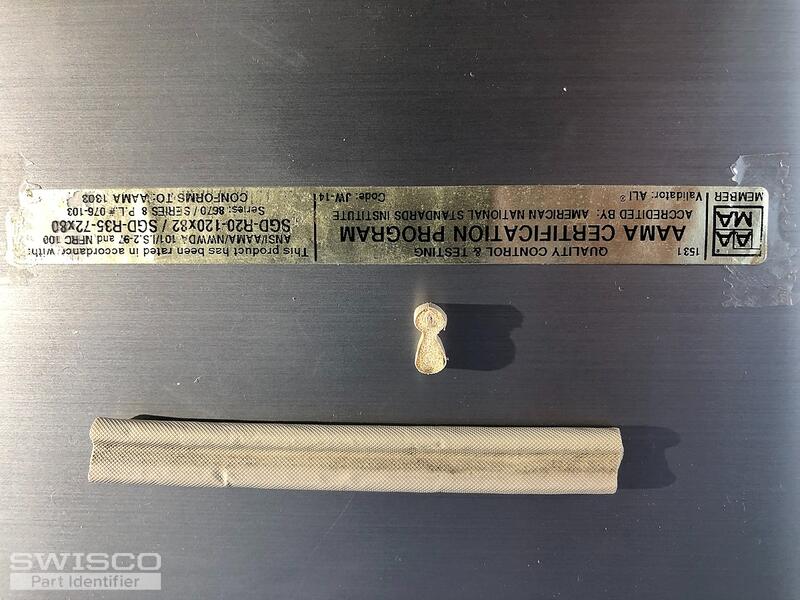 1531
AA
MA
MEMBER
QUALITY CONTROL & TESTING
AAMA CERTIFICATION PROGRAM
ACCREDITED BY: AMERICAN NATIONAL STANDARDS INSTITUTE
Validator: ALI® Code: JW-14
This product has been rated in accordance with:
ANSI/AAMA/NWWDA 101/I.S.2-97 and NFRC 100
SGD-R20-120x82 / SGD-R35-72x80
Series: 8670 / SERIES 8 P.L.# 076-103
CONFORMS TO: AAMA 1303
SWISCO
Part Identifier